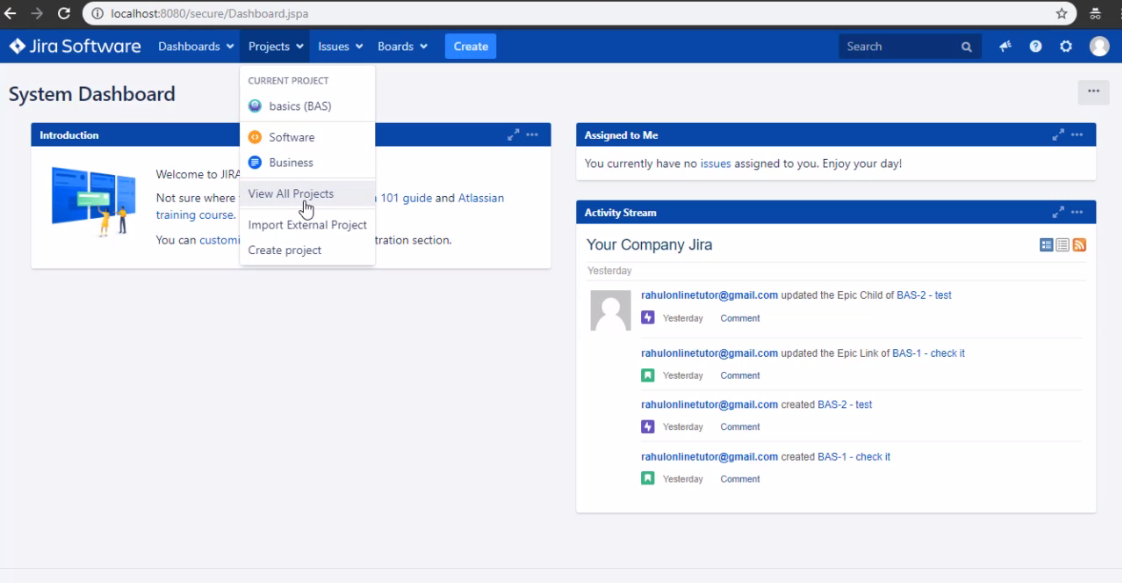 localhost:8080/secure/Dashboard.jspa
Jira Software Dashboards Projects Issues Boards Create Search
System Dashboard
CURRENT PROJECT
basics (BAS)
Software
Business
View All Projects
Import External Project
Create project
Introduction
Welcome to JIRA
Not sure where 101 guide and Atlassian
training course.
You can customi tration section.
Assigned to Me
You currently have no issues assigned to you. Enjoy your day!
Activity Stream
Your Company Jira
Yesterday
rahulonlinetutor@gmail.com updated the Epic Child of BAS-2 - test
Yesterday Comment
rahulonlinetutor@gmail.com updated the Epic Link of BAS-1 - check it
Yesterday Comment
rahulonlinetutor@gmail.com created BAS-2 - test
Yesterday Comment
rahulonlinetutor@gmail.com created BAS-1 - check it
Yesterday Comment